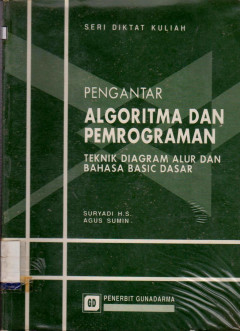 SERI DIKTAT KULIAH
PENGANTAR
ALGORITMA DAN
PEMROGRAMAN
TEKNIK DIAGRAM ALUR DAN
BAHASA BASIC DASAR
SURYADI H.S.
AGUS SUMIN.
GD PENERBIT GUNADARMA